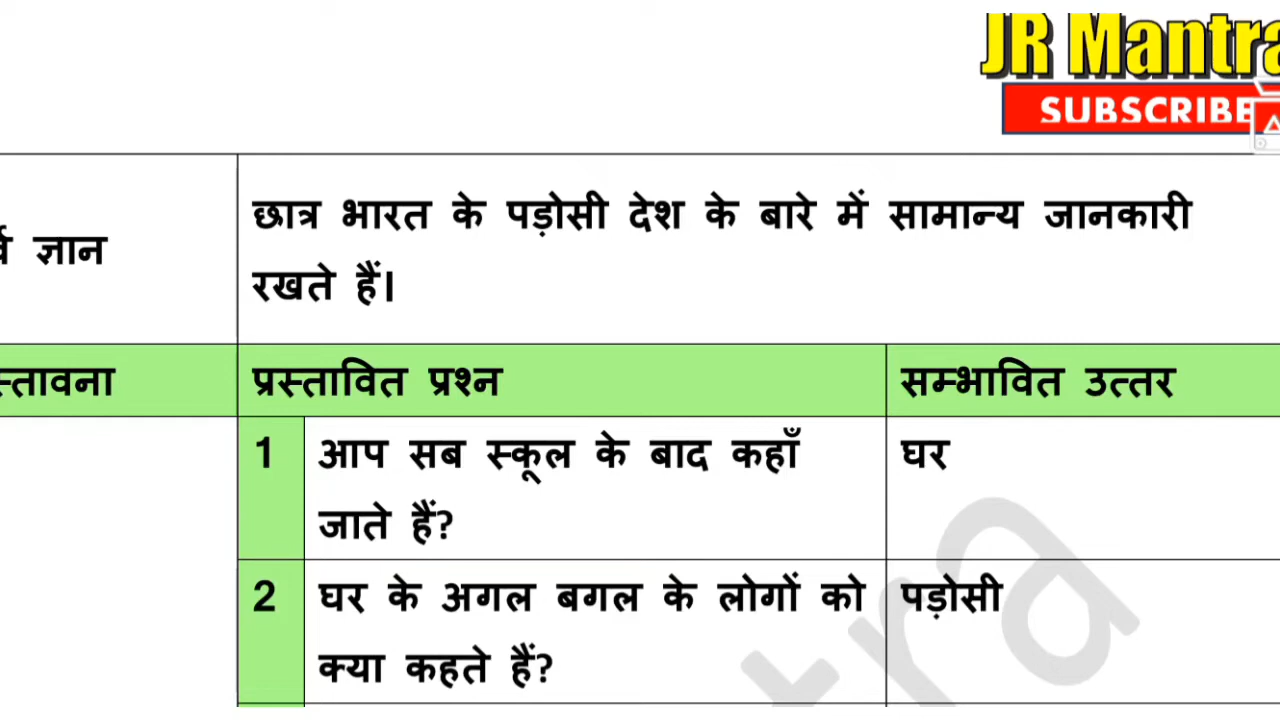 JR Mantra
SUBSCRIBE
ज्ञान
छात्र भारत के पड़ोसी देश के बारे में सामान्य जानकारी
रखते हैं।
स्तावना प्रस्तावित प्रश्न सम्भावित उत्तर
1 आप सब स्कूल के बाद कहाँ घर
जाते हैं?
2 घर के अगल बगल के लोगों को पड़ोसी
क्या कहते हैं?